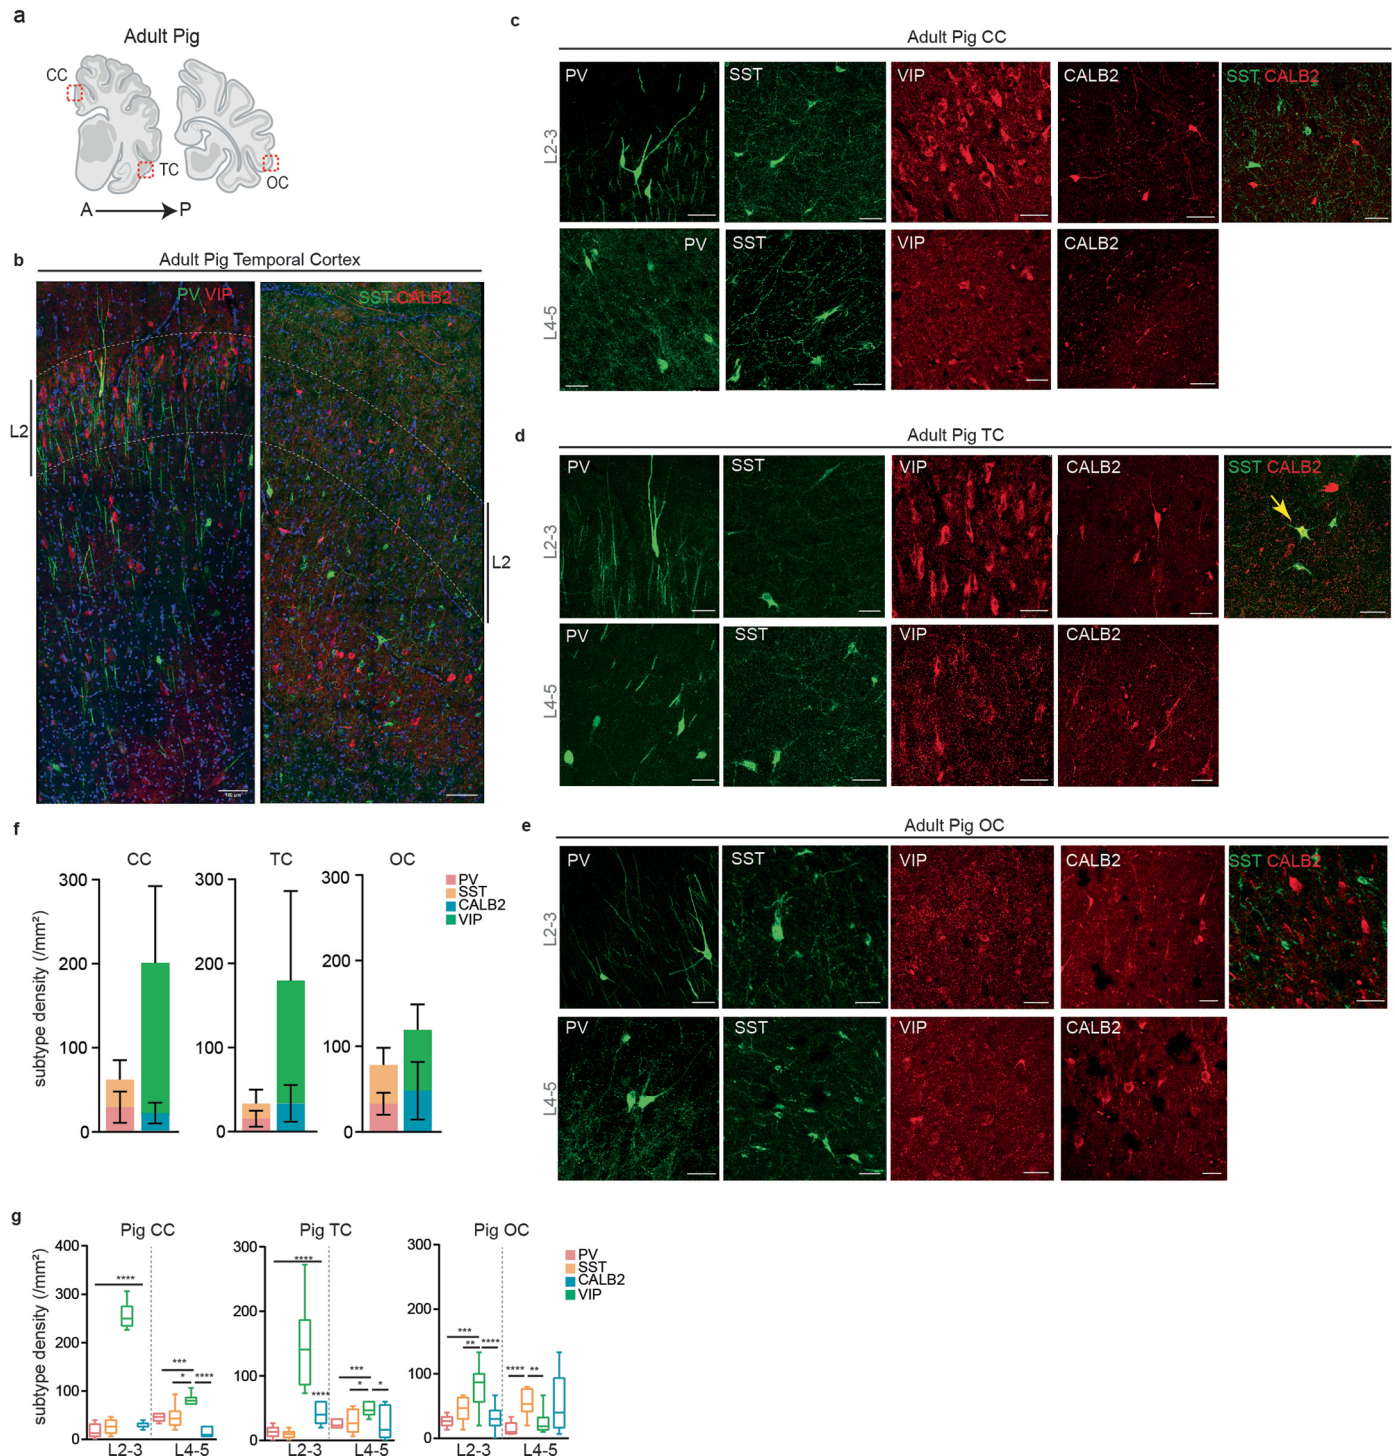 a
Adult Pig
CC
TC
OC
A
P
b
Adult Pig Temporal Cortex
PV VIP
SST CALB2
L2
L2
100 µm
c
Adult Pig CC
L2-3
PV
SST
VIP
CALB2
SST CALB2
L4-5
PV
SST
VIP
CALB2
d
Adult Pig TC
L2-3
PV
SST
VIP
CALB2
SST CALB2
L4-5
PV
SST
VIP
CALB2
e
Adult Pig OC
L2-3
PV
SST
VIP
CALB2
SST CALB2
L4-5
PV
SST
VIP
CALB2
f
CC
TC
OC
subtype density (/mm²)
300
200
100
0
300
200
100
0
300
200
100
0
PV
SST
CALB2
VIP
g
Pig CC
Pig TC
Pig OC
subtype density (/mm²)
400
300
200
100
0
****
***
* ****
L2-3 L4-5
300
200
100
0
****
****
***
* *
L2-3 L4-5
300
200
100
0
***
** ****
**** **
L2-3 L4-5
PV
SST
CALB2
VIP